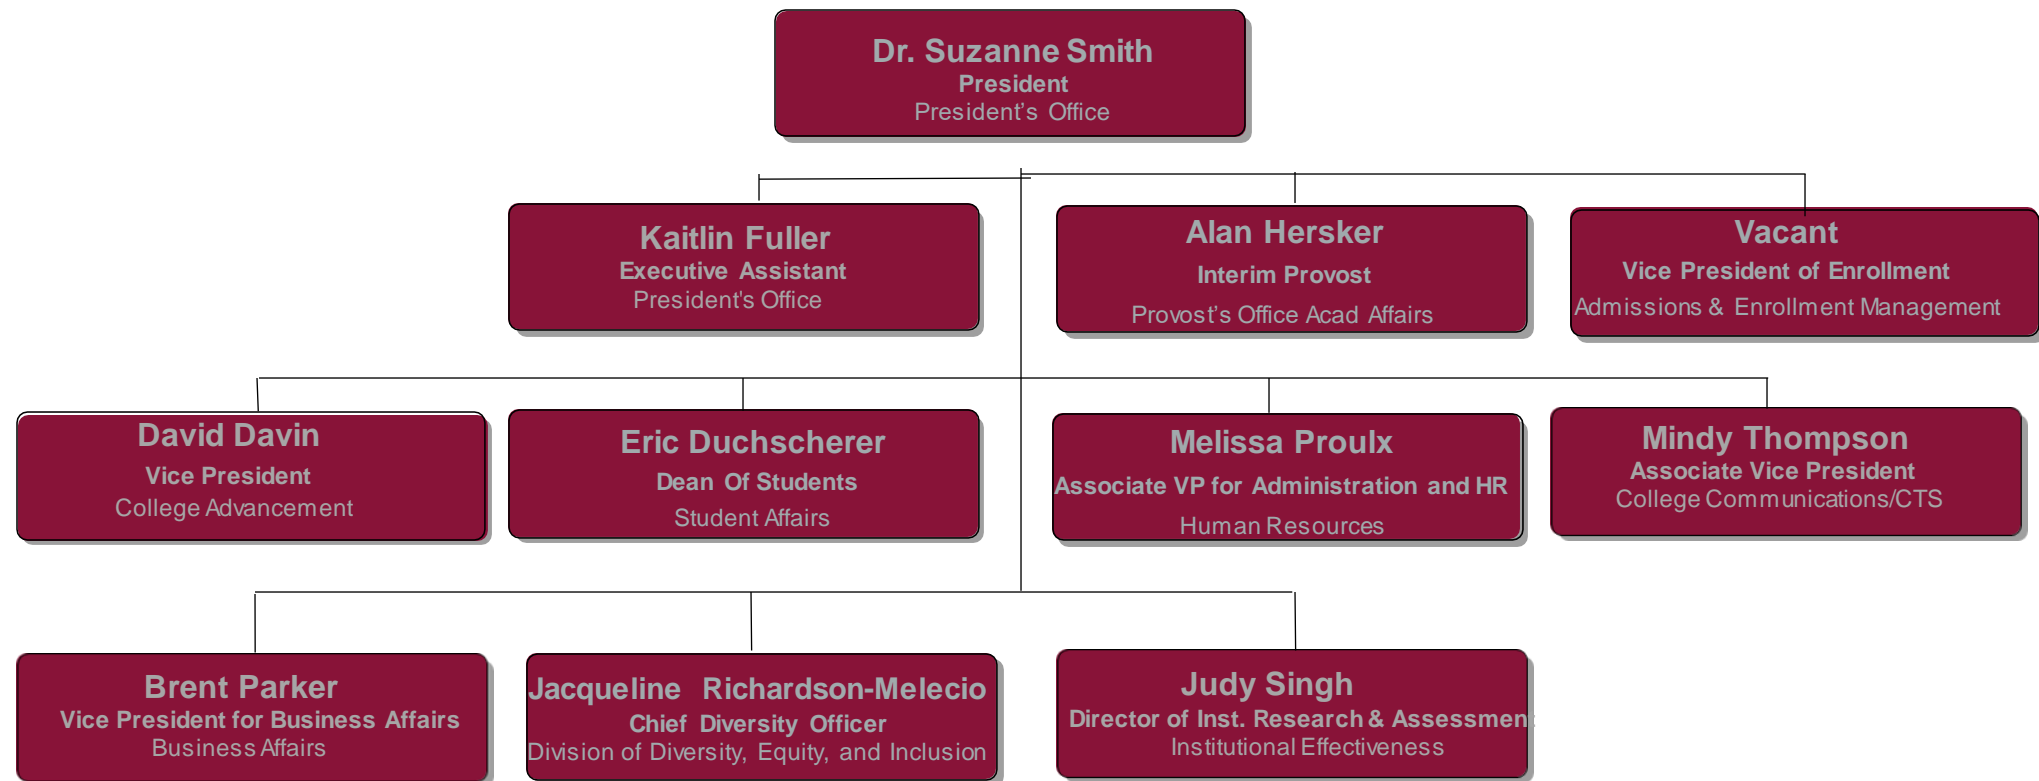 Dr. Suzanne Smith
President
President’s Office
Kaitlin Fuller
Executive Assistant
President's Office
Alan Hersker
Interim Provost
Provost’s Office Acad Affairs
Vacant
Vice President of Enrollment
Admissions & Enrollment Management
David Davin
Vice President
College Advancement
Eric Duchscherer
Dean Of Students
Student Affairs
Melissa Proulx
Associate VP for Administration and HR
Human Resources
Mindy Thompson
Associate Vice President
College Communications/CTS
Brent Parker
Vice President for Business Affairs
Business Affairs
Jacqueline Richardson-Melecio
Chief Diversity Officer
Division of Diversity, Equity, and Inclusion
Judy Singh
Director of Inst. Research & Assessment
Institutional Effectiveness